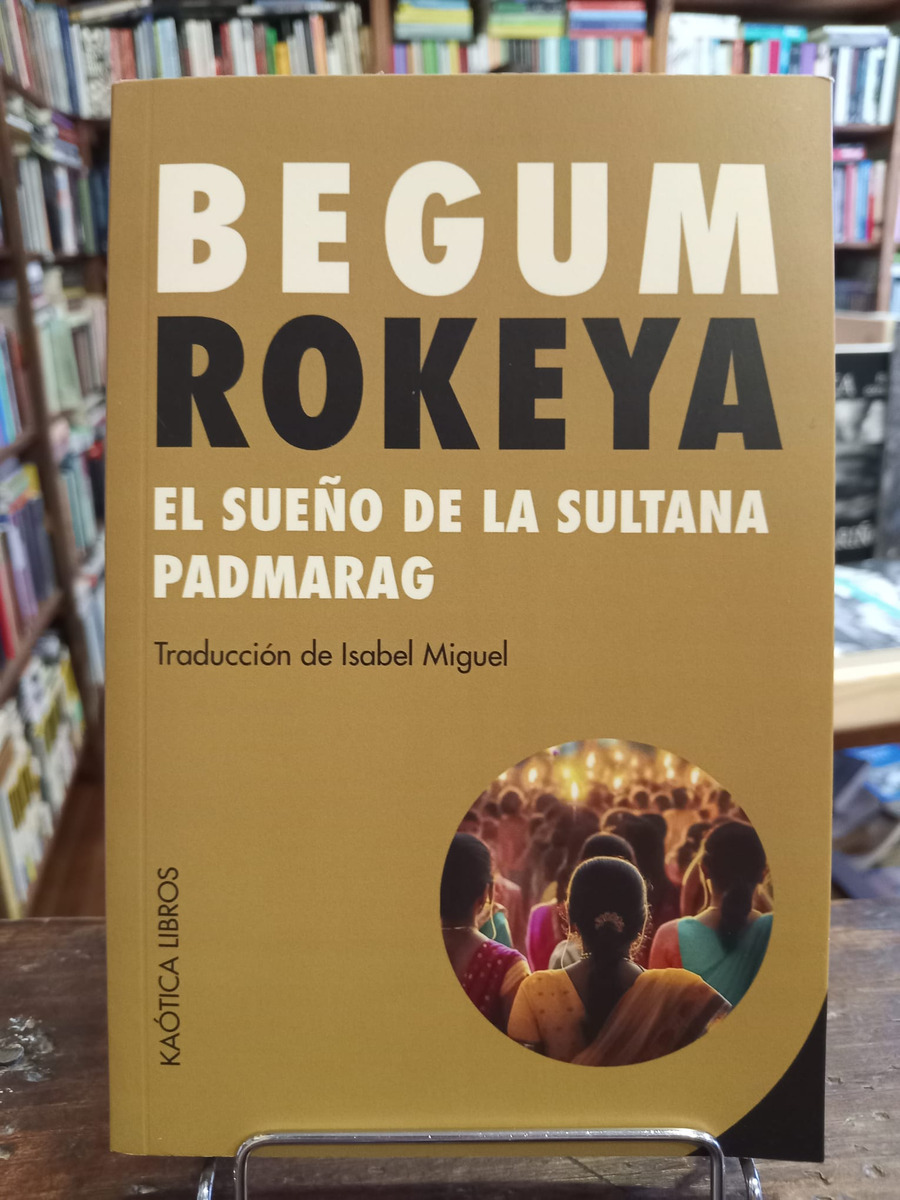 BEGUM
ROKEYA
EL SUEÑO DE LA SULTANA
PADMARAG
Traducción de Isabel Miguel
KAÓTICA LIBROS